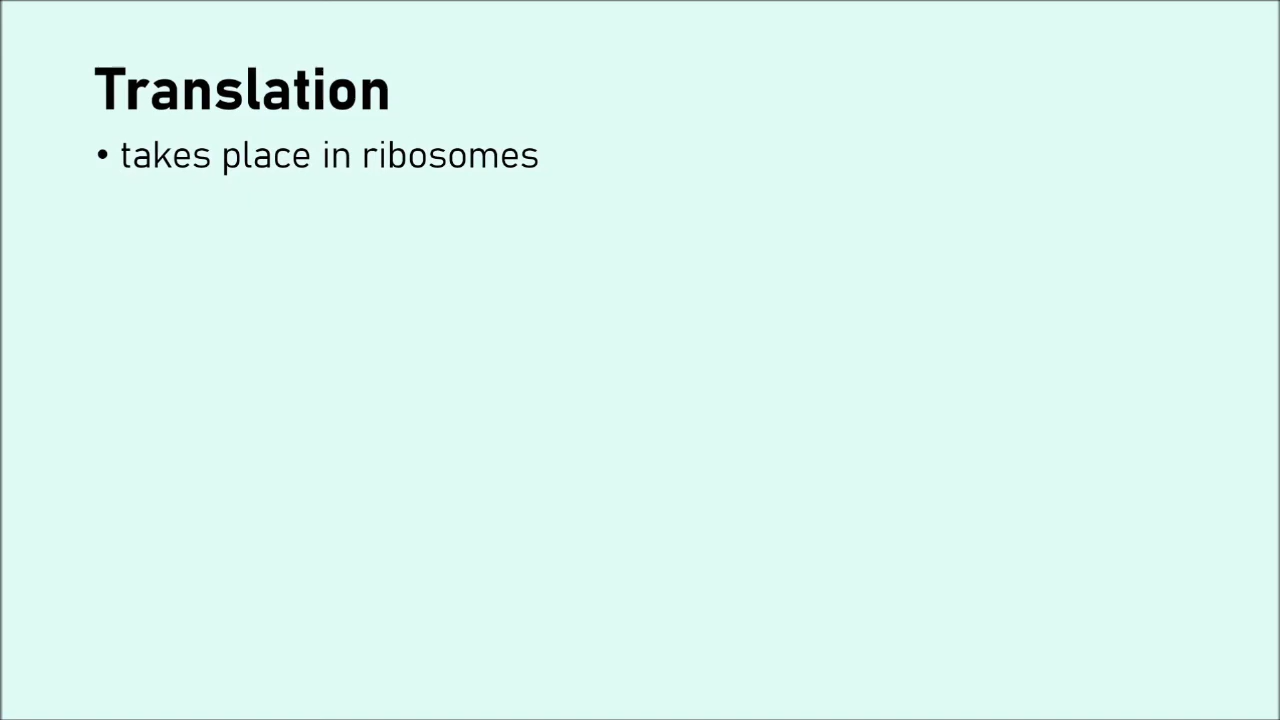 Translation
• takes place in ribosomes